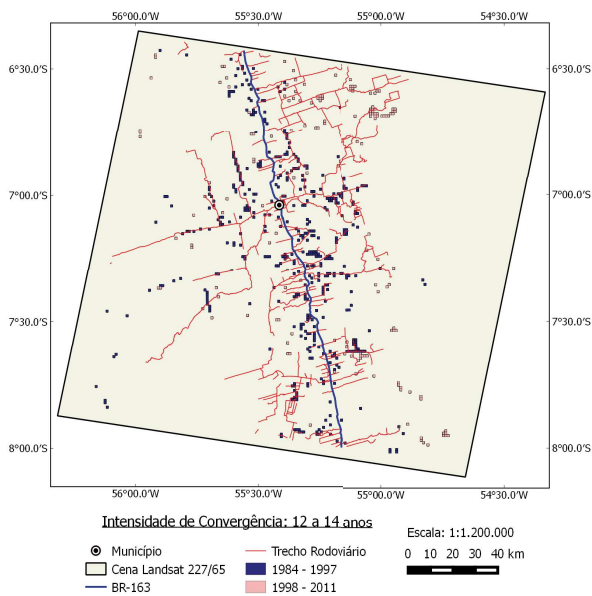 56°0.0'W 55°30.0'W 55°00.0'W 54°30.0'W
6°30.0'S 6°30.0'S
7°00.0'S 7°00.0'S
7°30.0'S 7°30.0'S
8°00.0'S 8°00.0'S
56°0.0'W 55°30.0'W 55°00.0'W 54°30.0'W
Intensidade de Convergência: 12 a 14 anos
Município
Cena Landsat 227/65
BR-163
Trecho Rodoviário
1984 - 1997
1998 - 2011
Escala: 1:1.200.000
0 10 20 30 40 km